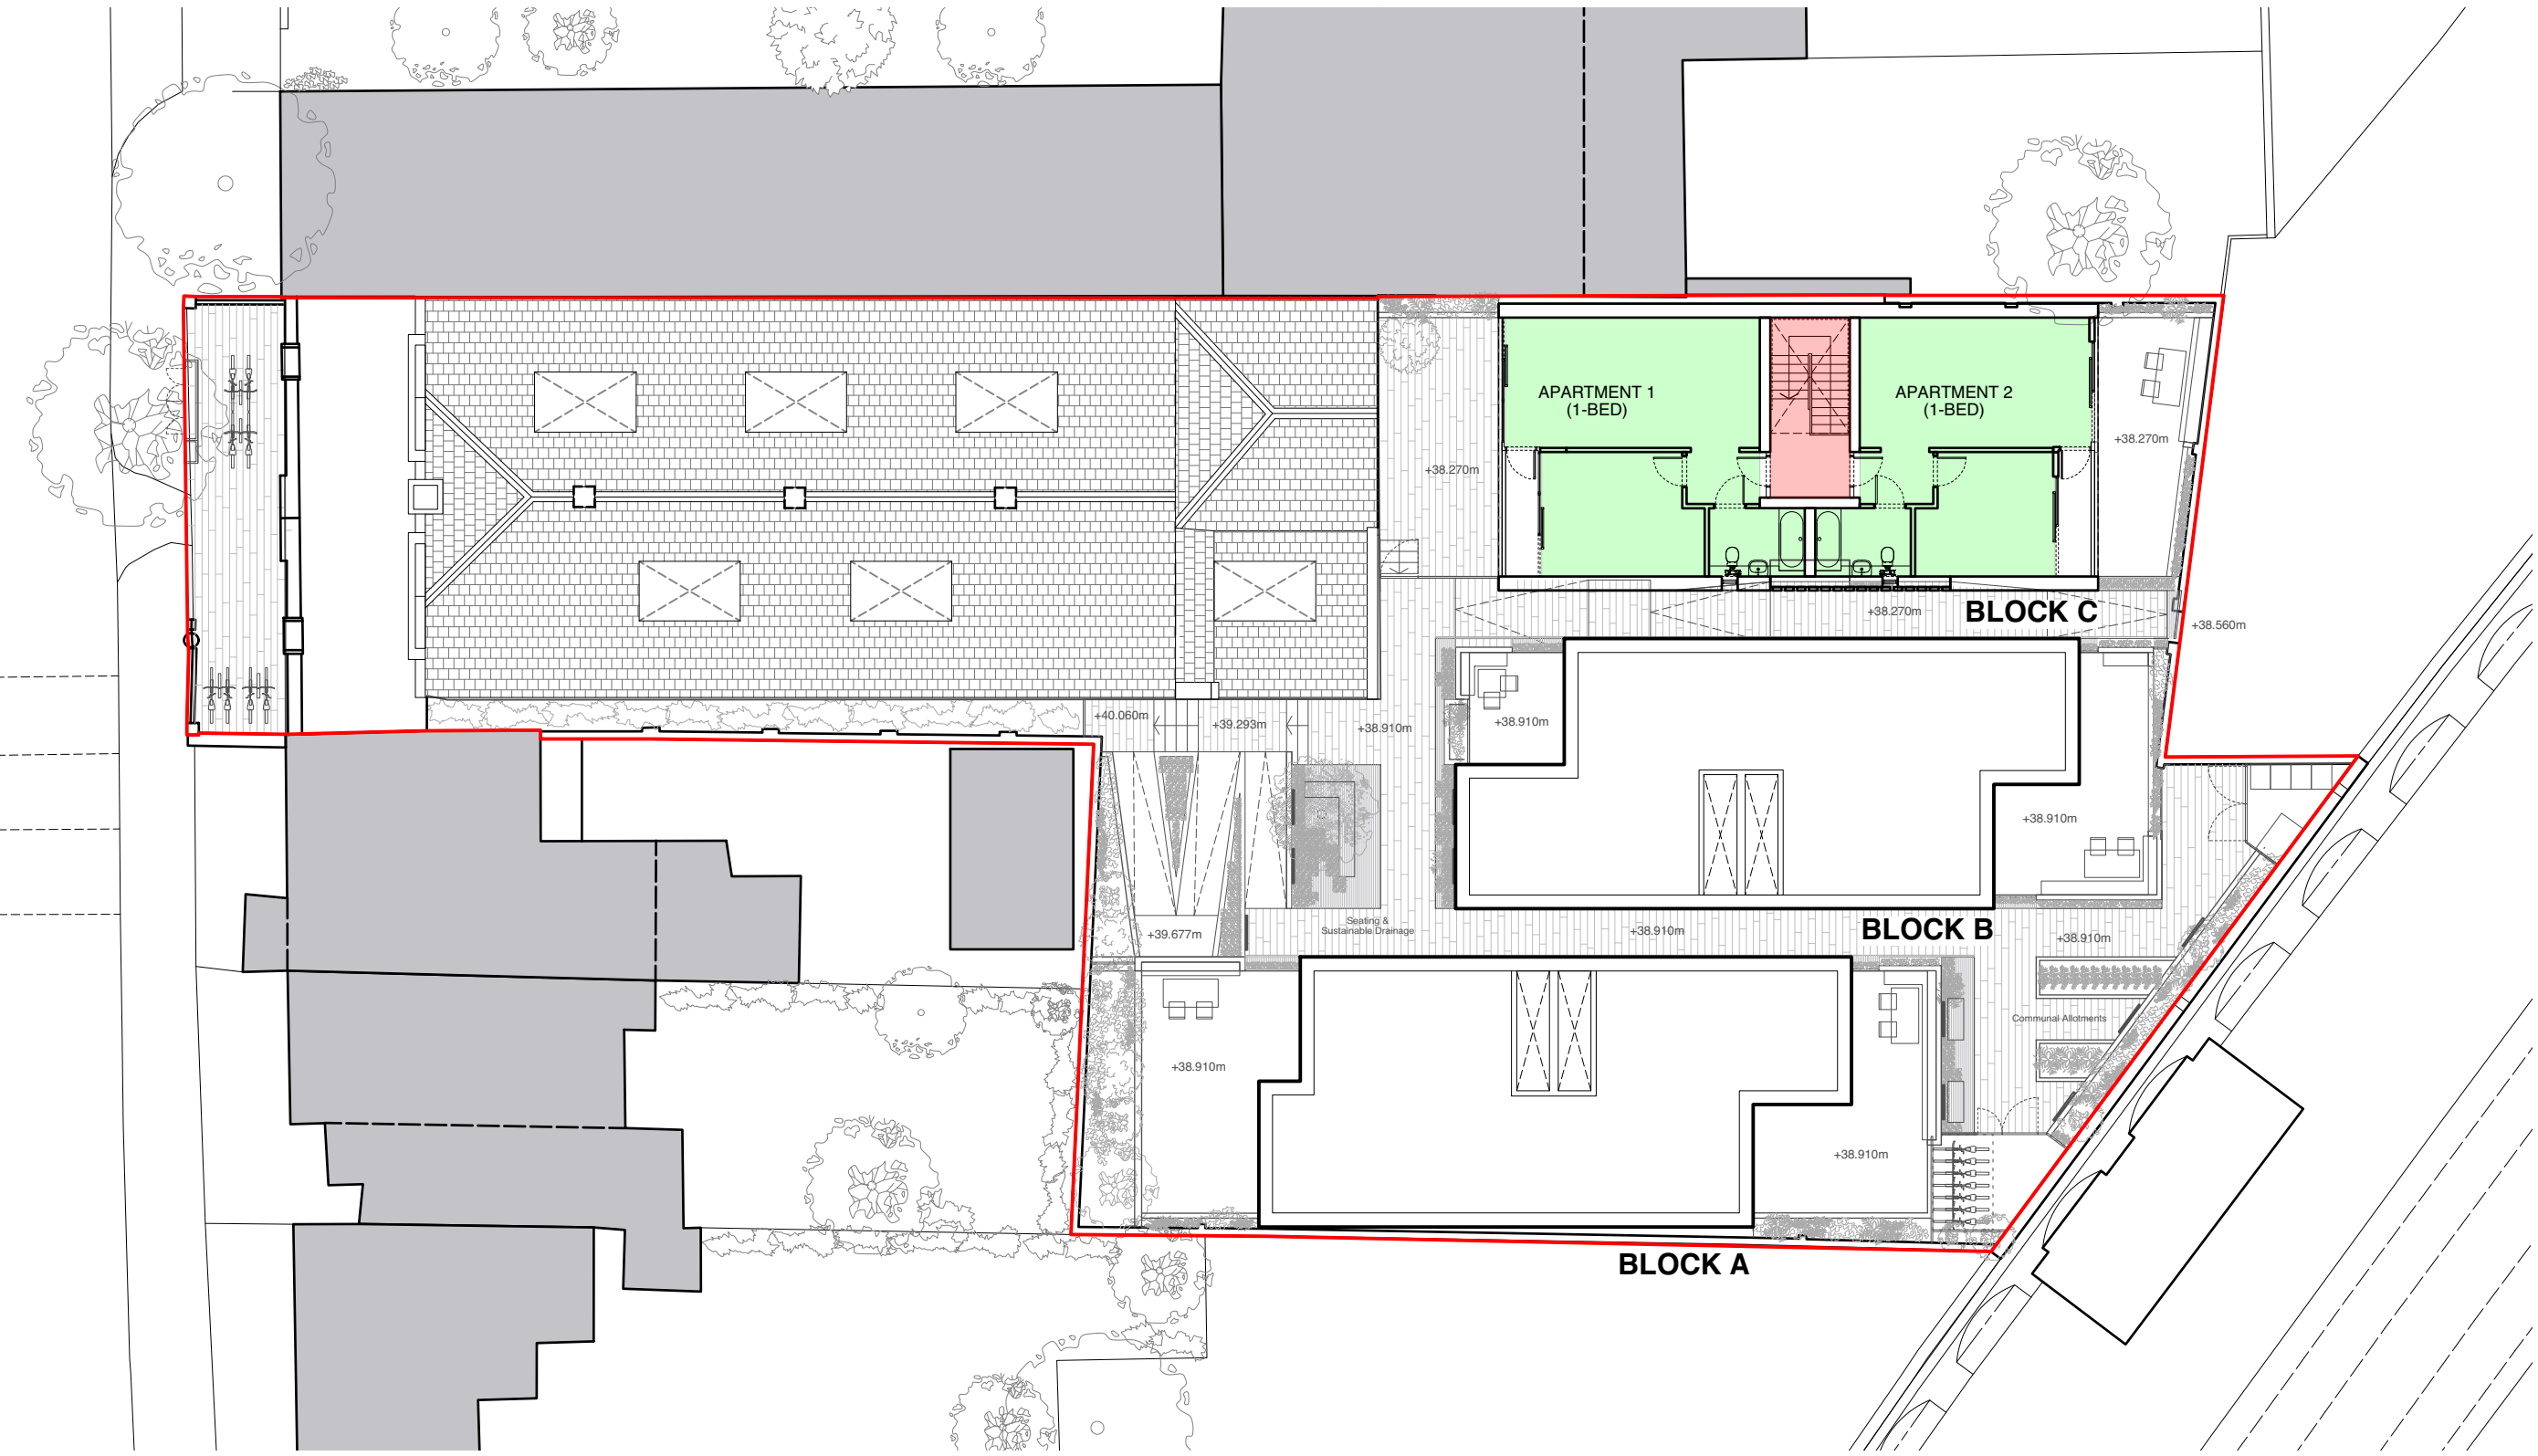 APARTMENT 1
(1-BED)
APARTMENT 2
(1-BED)
+38.270m
+38.270m
+38.270m
BLOCK C
+38.560m
+40.060m
+39.293m
+38.910m
+38.910m
+38.910m
Seating &
Sustainable Drainage
+39.677m
+38.910m
BLOCK B
+38.910m
Communal Allotments
+38.910m
+38.910m
BLOCK A